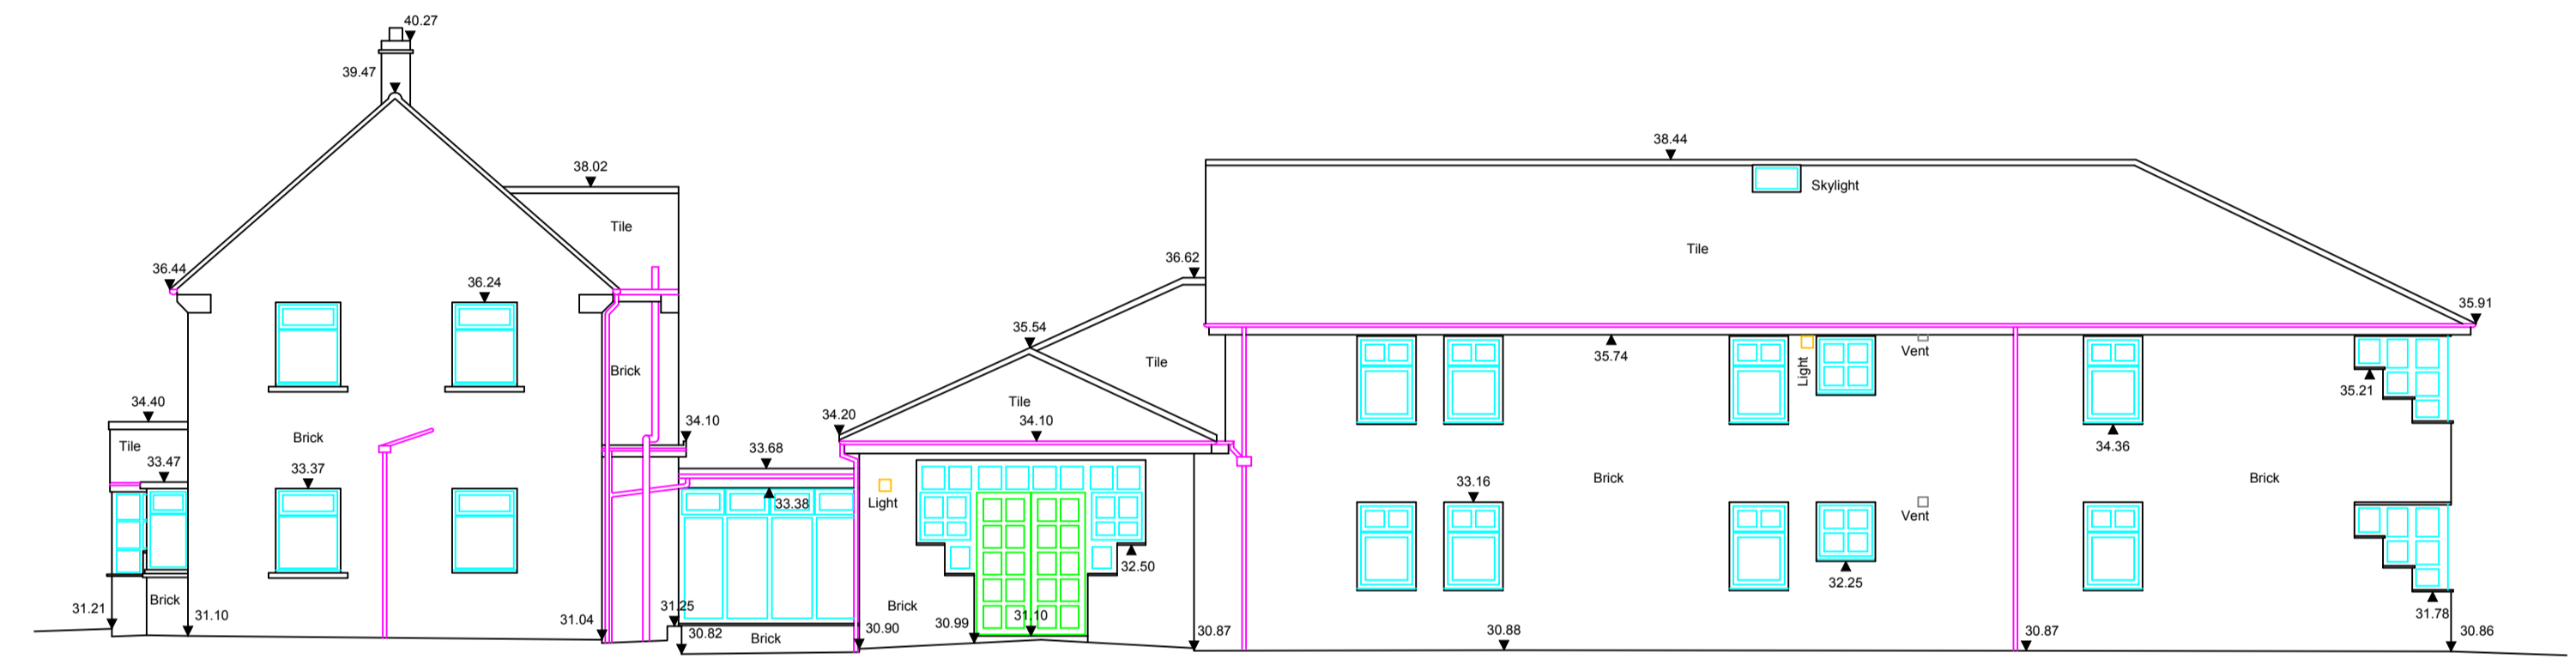 40.27
39.47
38.44
38.02
Skylight
Tile
Tile
36.62
36.44
36.24
35.91
35.54
35.74
Vent
Light
Tile
Brick
35.21
34.40
Tile
34.20
34.10
34.10
34.36
Brick
Tile
33.68
33.47
33.37
33.38
Light
33.16
Brick
Brick
Vent
32.50
32.25
Brick
31.21
31.10
31.04
31.25
30.82
Brick
30.90
Brick
30.99
31.10
30.87
30.88
30.87
31.78
30.86